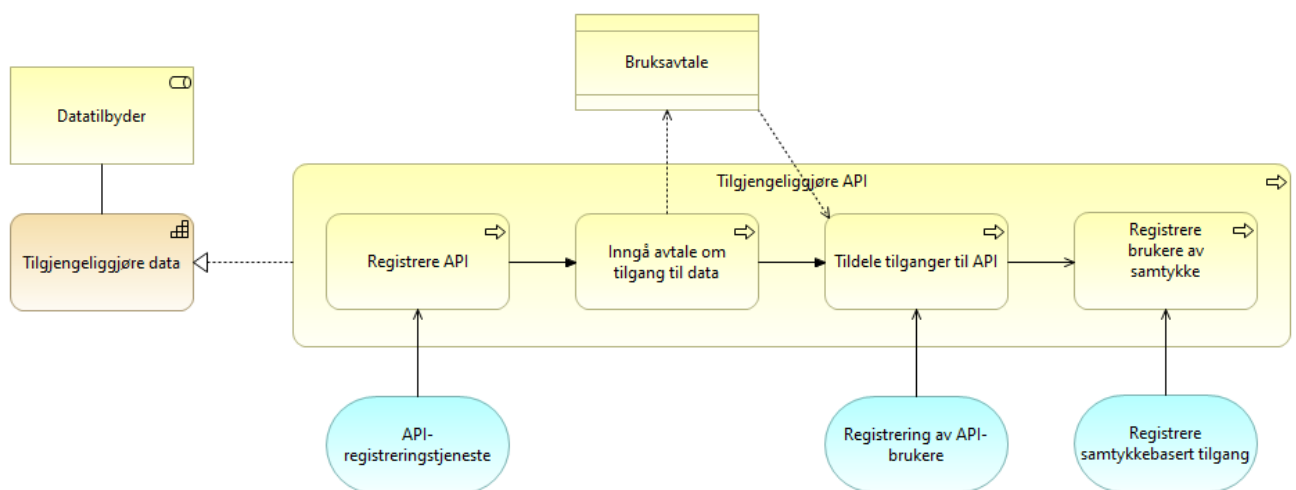 Bruksavtale
Datatilbyder
Tilgjengeliggjøre API
Tilgjengeliggjøre data
Registrere API
Inngå avtale om
tilgang til data
Tildele tilganger til API
Registrere
brukere av
samtykke
API-
registreringstjeneste
Registrering av API-
brukere
Registrere
samtykkebasert tilgang